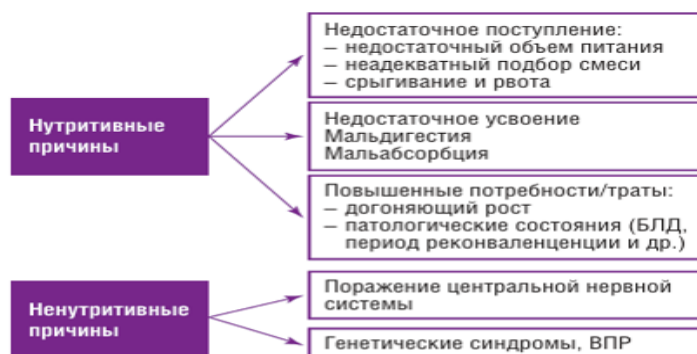 Недостаточное поступление:
– недостаточный объем питания
– неадекватный подбор смеси
– срыгивание и рвота
Нутритивные
причины
Недостаточное усвоение
Мальдигестия
Мальабсорбция
Повышенные потребности/траты:
– догоняющий рост
– патологические состояния (БЛД,
период реконваленценции и др.)
Ненутритивные
причины
Поражение центральной нервной
системы
Генетические синдромы, ВПР